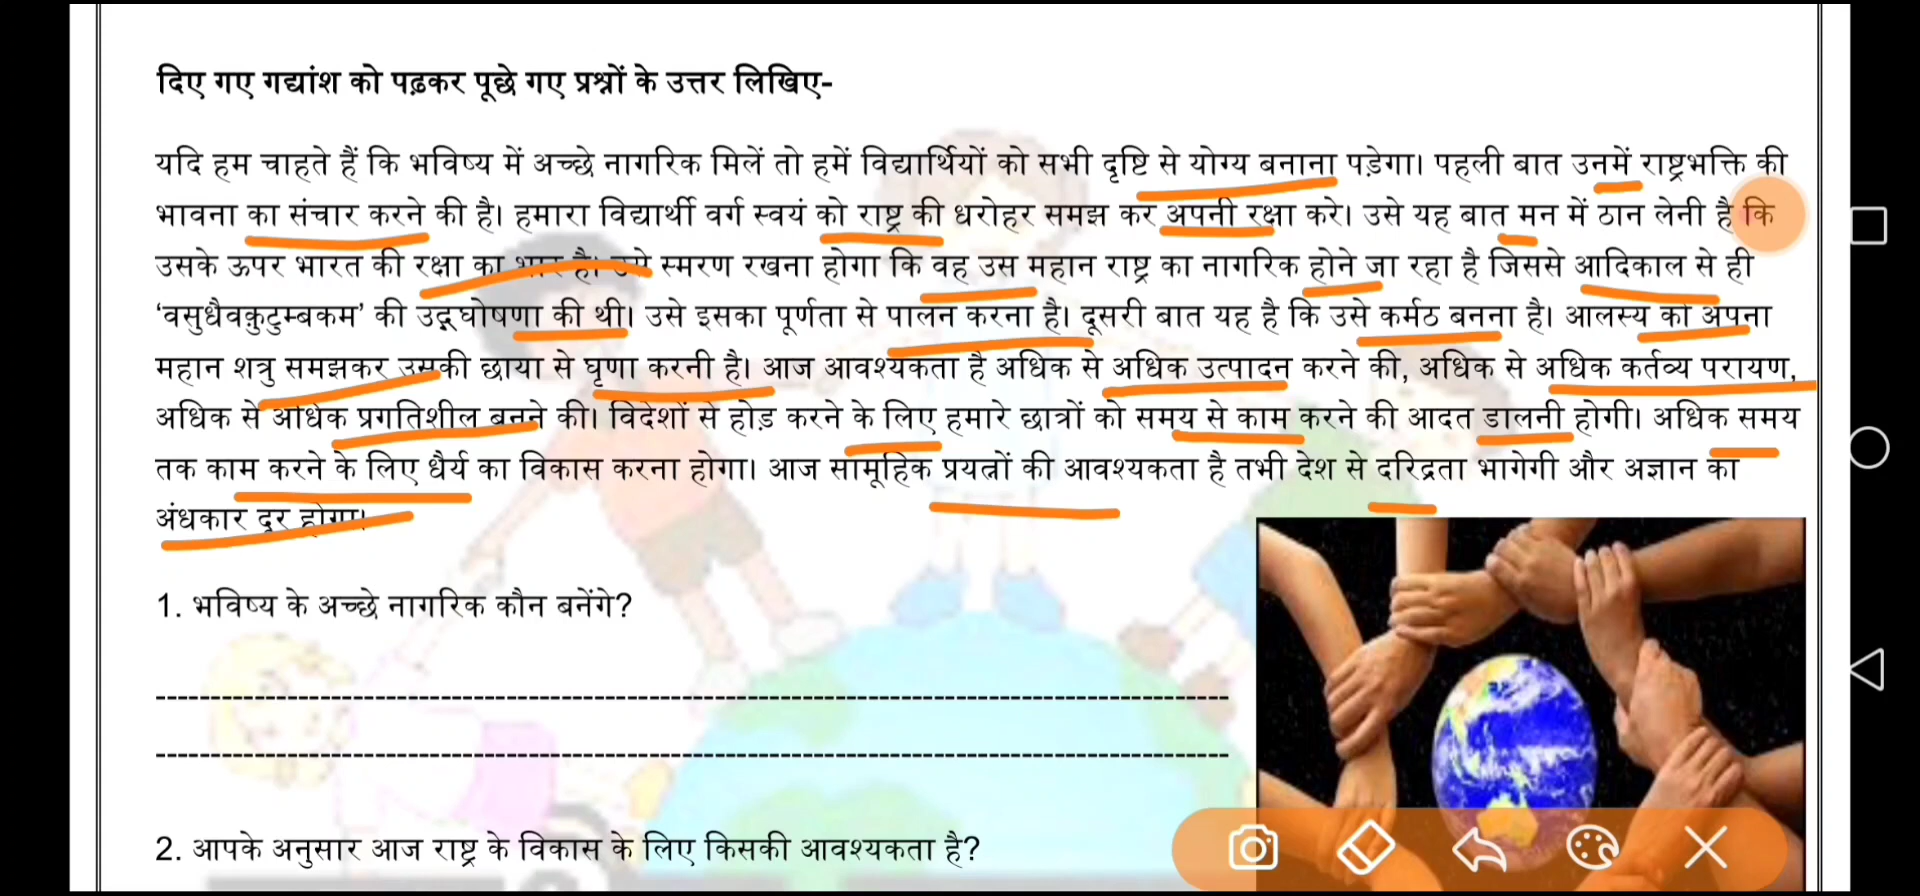 दिए गए गद्यांश को पढ़कर पूछे गए प्रश्नों के उत्तर लिखिए-
यदि हम चाहते हैं कि भविष्य में अच्छे नागरिक मिलें तो हमें विद्यार्थियों को सभी दृष्टि से योग्य बनाना पड़ेगा। पहली बात उनमें राष्ट्रभक्ति की
भावना का संचार करने की है। हमारा विद्यार्थी वर्ग स्वयं को राष्ट्र की धरोहर समझ कर अपनी रक्षा करे। उसे यह बात मन में ठान लेनी है कि
उसके ऊपर भारत की रक्षा का भार है। उसे स्मरण रखना होगा कि वह उस महान राष्ट्र का नागरिक होने जा रहा है जिससे आदिकाल से ही
‘वसुधैवकुटुम्बकम’ की उद्घोषणा की थी। उसे इसका पूर्णता से पालन करना है। दूसरी बात यह है कि उसे कर्मठ बनना है। आलस्य को अपना
महान शत्रु समझकर उसकी छाया से घृणा करनी है। आज आवश्यकता है अधिक से अधिक उत्पादन करने की, अधिक से अधिक कर्तव्य परायण,
अधिक से अधिक प्रगतिशील बनने की। विदेशों से होड़ करने के लिए हमारे छात्रों को समय से काम करने की आदत डालनी होगी। अधिक समय
तक काम करने के लिए धैर्य का विकास करना होगा। आज सामूहिक प्रयत्नों की आवश्यकता है तभी देश से दरिद्रता भागेगी और अज्ञान का
अंधकार दूर होगा।
1. भविष्य के अच्छे नागरिक कौन बनेंगे?
2. आपके अनुसार आज राष्ट्र के विकास के लिए किसकी आवश्यकता है?